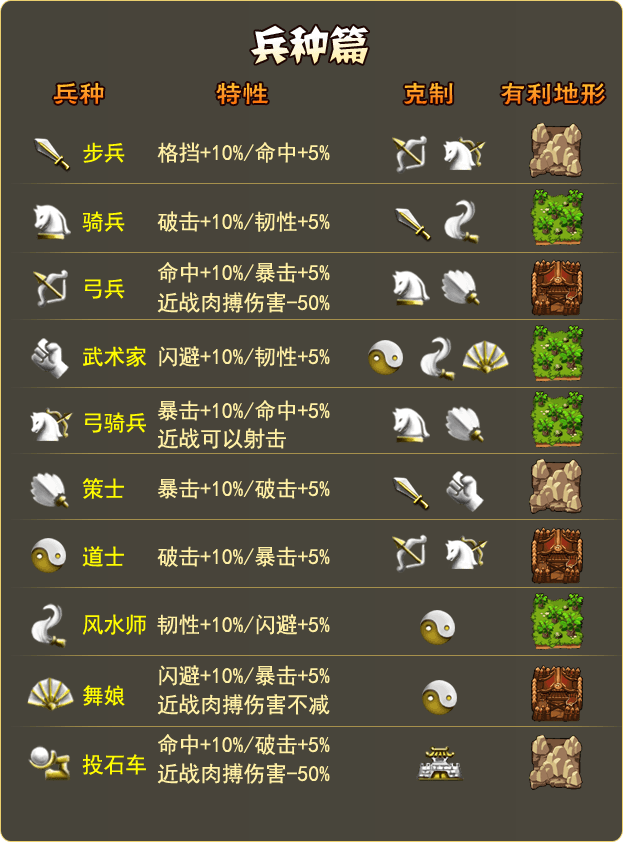 兵种篇
兵种 特性 克制 有利地形
步兵 格挡+10%/命中+5%
骑兵 破击+10%/韧性+5%
弓兵 命中+10%/暴击+5%
近战肉搏伤害-50%
武术家 闪避+10%/韧性+5%
弓骑兵 暴击+10%/命中+5%
近战可以射击
策士 暴击+10%/破击+5%
道士 破击+10%/暴击+5%
风水师 韧性+10%/闪避+5%
舞娘 闪避+10%/暴击+5%
近战肉搏伤害不减
投石车 命中+10%/破击+5%
近战肉搏伤害-50%